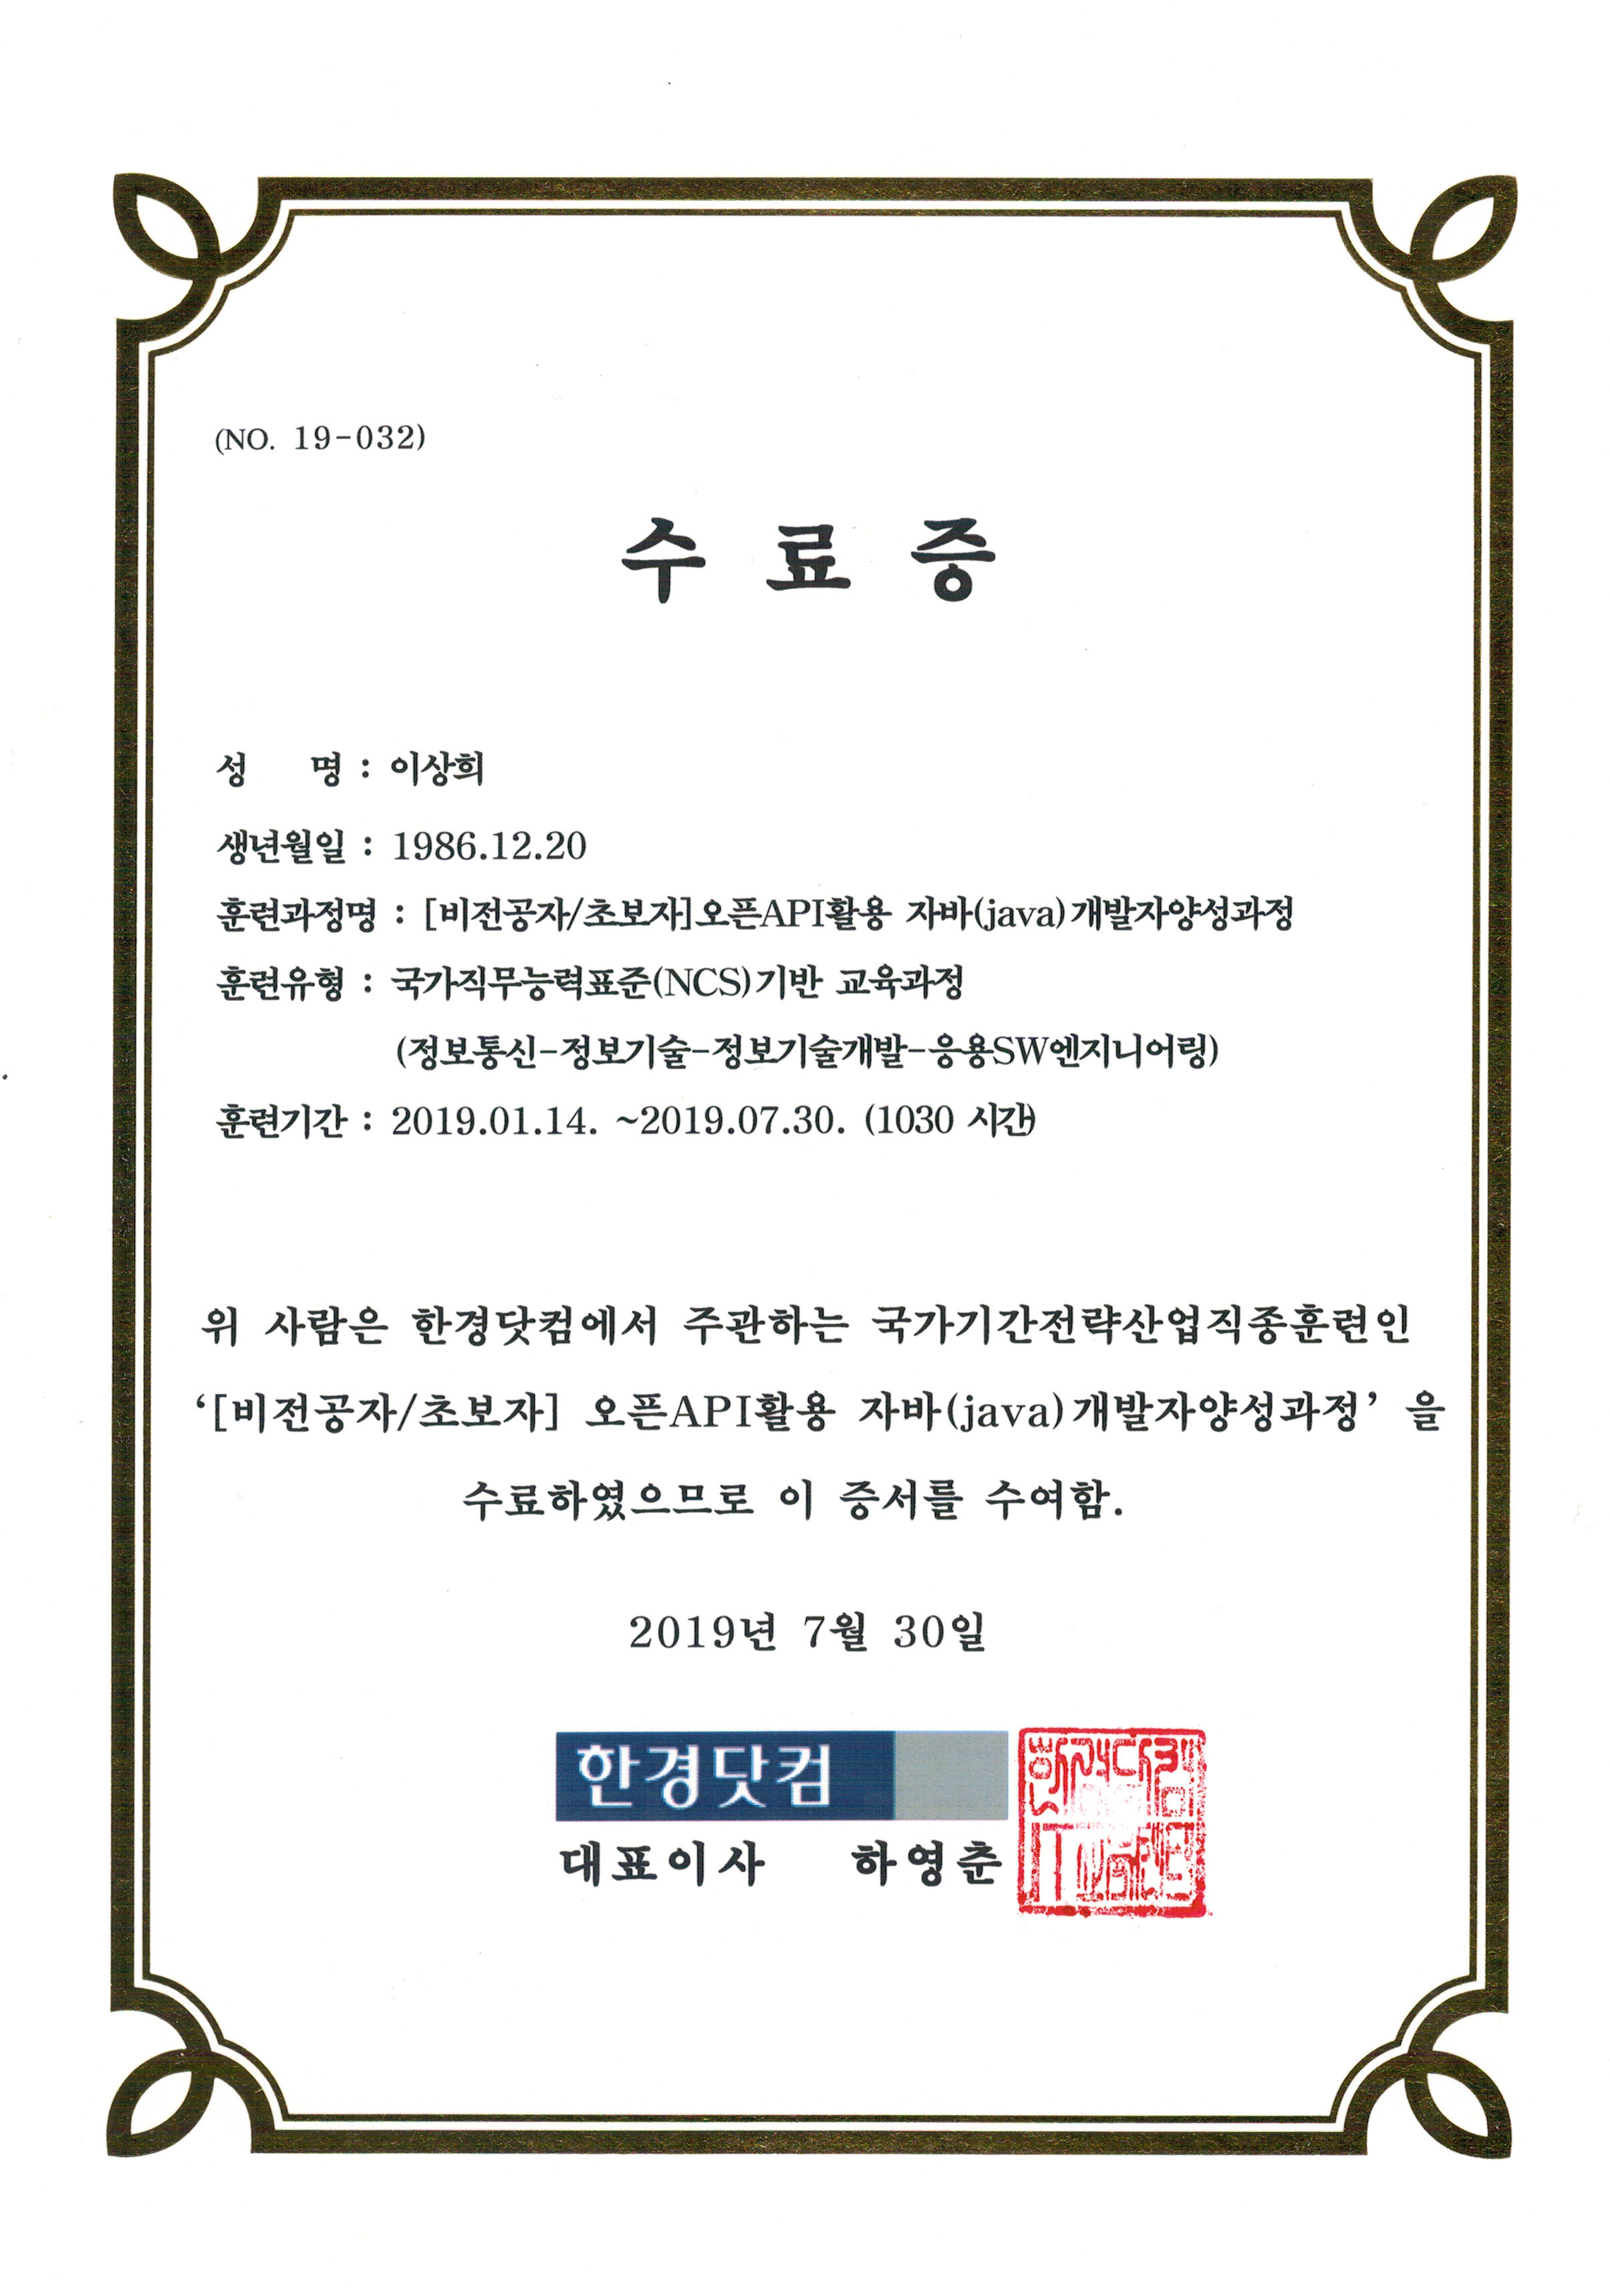 (NO. 19-032)
수 료 증
성 명 : 이상희
생년월일 : 1986.12.20
훈련과정명 : [비전공자/초보자]오픈API활용 자바(java)개발자양성과정
훈련유형 : 국가직무능력표준(NCS)기반 교육과정
(정보통신-정보기술-정보기술개발-응용SW엔지니어링)
훈련기간 : 2019.01.14. ~2019.07.30. (1030 시간)
위 사람은 한경닷컴에서 주관하는 국가기간전략산업직종훈련인
‘[비전공자/초보자] 오픈API활용 자바(java)개발자양성과정’ 을
수료하였으므로 이 증서를 수여함.
2019년 7월 30일
한경닷컴
대표이사 하영춘